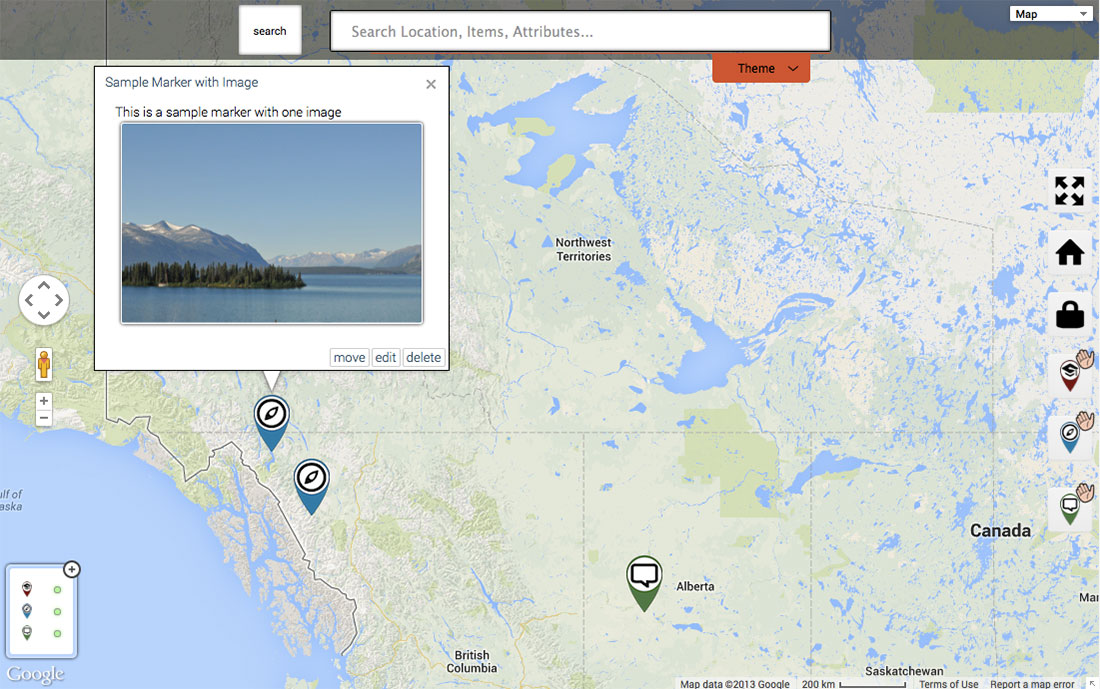 search
Search Location, Items, Attributes...
Map
Theme
Sample Marker with Image
This is a sample marker with one image
move edit delete
Northwest
Territories
+
−
ulf of
aska
Canada
Alberta
Mar
British
Columbia
Saskatchewan
Google
Map data ©2013 Google 200 km Terms of Use Report a map error